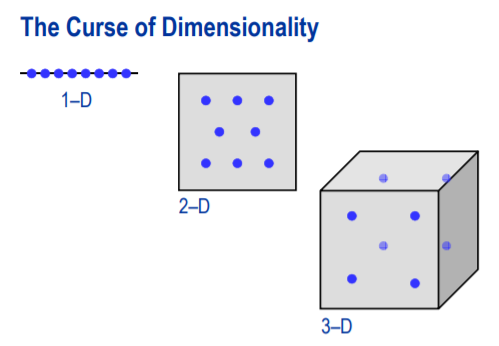 The Curse of Dimensionality
1–D
2–D
3–D